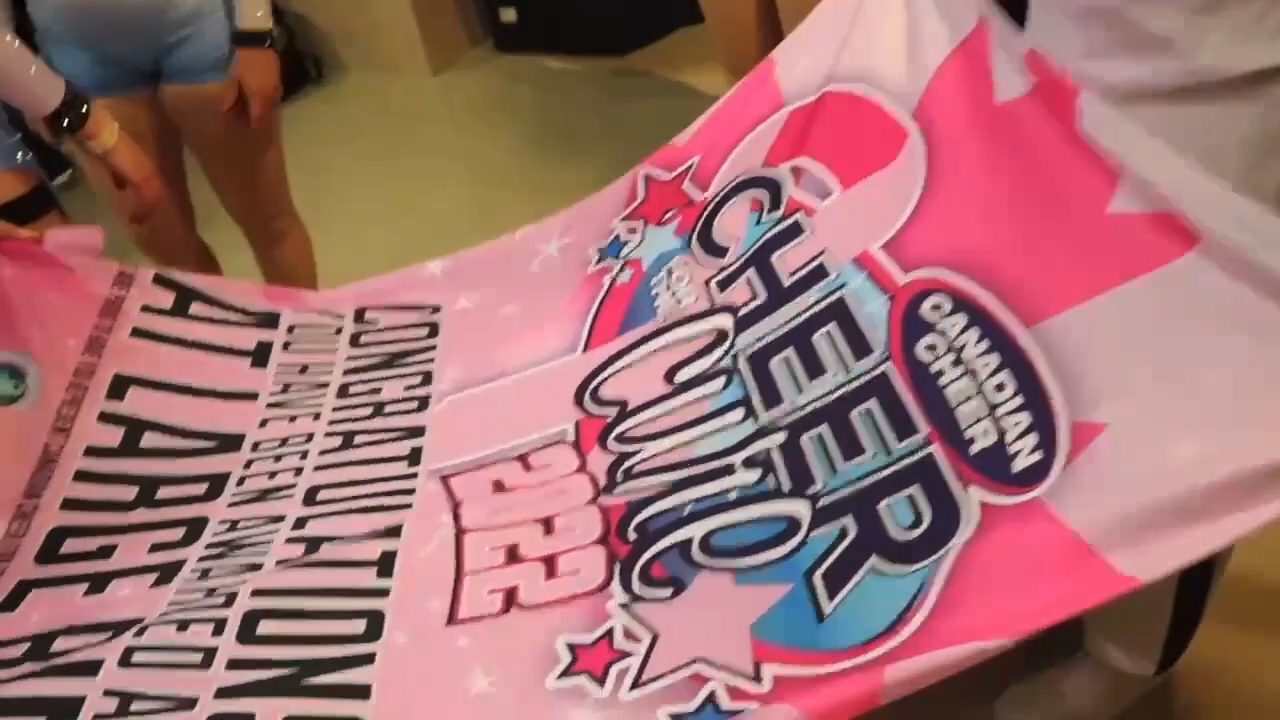 CANADIAN
CHEER
CHEER
FOR
THE
CURE
2022
CONGRATULATIONS
YOU HAVE BEEN AWARDED A
AT LARGE